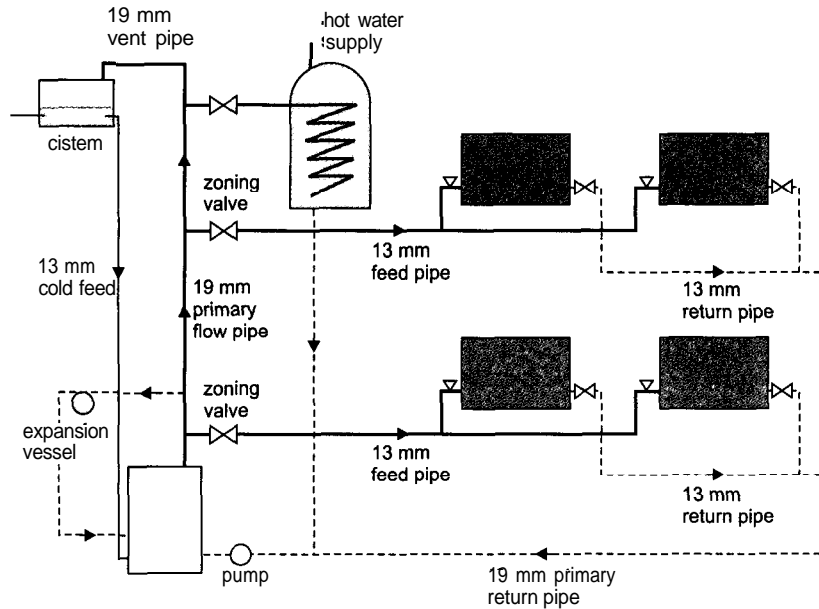 19 mm
vent pipe
hot water
supply
cistem
zoning
valve
13 mm
feed pipe
13 mm
cold feed
19 mm
primary
flow pipe
13 mm
return pipe
zoning
valve
expansion
vessel
13 mm
feed pipe
13 mm
return pipe
pump
19 mm primary
return pipe